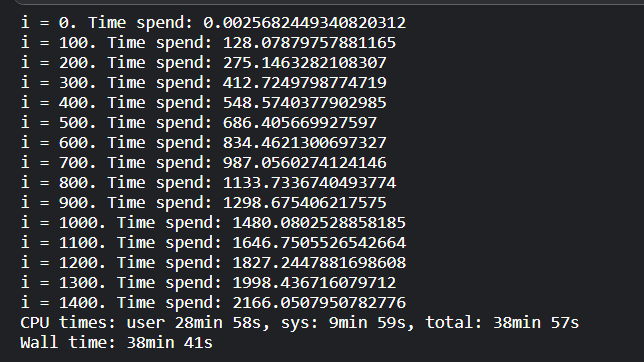 i = 0. Time spend: 0.0025682449340820312
i = 100. Time spend: 128.07879757881165
i = 200. Time spend: 275.1463282108307
i = 300. Time spend: 412.7249798774719
i = 400. Time spend: 548.5740377902985
i = 500. Time spend: 686.405669927597
i = 600. Time spend: 834.4621300697327
i = 700. Time spend: 987.0560274124146
i = 800. Time spend: 1133.7336740493774
i = 900. Time spend: 1298.675406217575
i = 1000. Time spend: 1480.0802528858185
i = 1100. Time spend: 1646.7505526542664
i = 1200. Time spend: 1827.2447881698608
i = 1300. Time spend: 1998.436716079712
i = 1400. Time spend: 2166.0507950782776
CPU times: user 28min 58s, sys: 9min 59s, total: 38min 57s
Wall time: 38min 41s